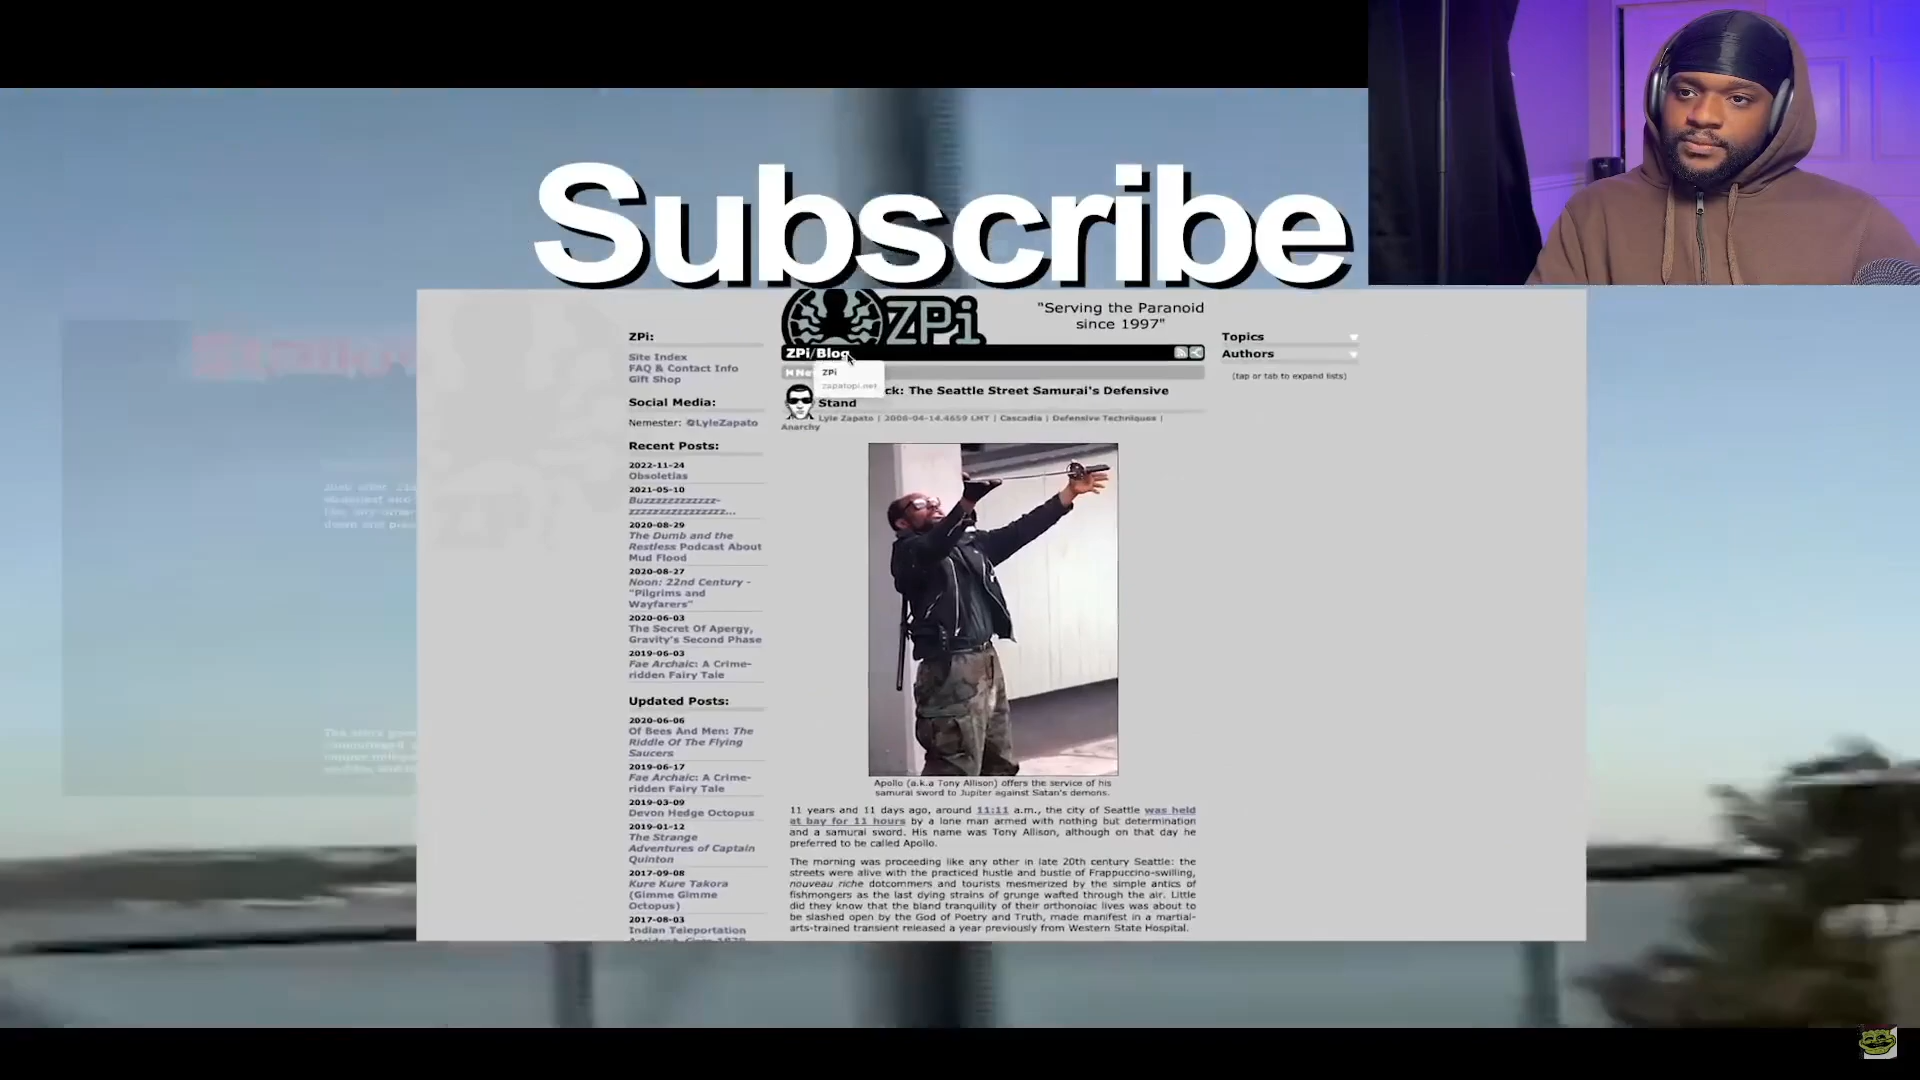 Subscribe
ZPi
"Serving the Paranoid
since 1997"
ZPi:
Site Index
FAQ & Contact Info
Gift Shop
Social Media:
Nemester: @LyleZapato
Recent Posts:
2022-11-24
Obsoletias
2021-05-10
Buzzzzzzzzzzzzz-
zzzzzzzzzzzzzzzz...
2020-08-29
The Dumb and the
Restless Podcast About
Mud Flood
2020-08-27
Noon: 22nd Century -
"Pilgrims and
Wayfarers"
2020-06-03
The Secret Of Apergy,
Gravity's Second Phase
2019-06-03
Fae Archaic: A Crime-
ridden Fairy Tale
Updated Posts:
2020-06-06
Of Bees And Men: The
Riddle Of The Flying
Saucers
2019-06-17
Fae Archaic: A Crime-
ridden Fairy Tale
2019-03-09
Devon Hedge Octopus
2019-01-12
The Strange
Adventures of Captain
Quinton
2017-09-08
Kure Kure Takora
(Gimme Gimme
Octopus)
2017-08-03
Indian Teleportation
ZPi/Blog
ZPi
zapatopi.net
ck: The Seattle Street Samurai's Defensive
Stand
Lyle Zapato | 2008-04-14.4659 LMT | Cascadia | Defensive Techniques |
Anarchy
Apollo (a.k.a Tony Allison) offers the service of his
samurai sword to Jupiter against Satan's demons.
11 years and 11 days ago, around 11:11 a.m., the city of Seattle was held
at bay for 11 hours by a lone man armed with nothing but determination
and a samurai sword. His name was Tony Allison, although on that day he
preferred to be called Apollo.
The morning was proceeding like any other in late 20th century Seattle: the
streets were alive with the practiced hustle and bustle of Frappuccino-swilling,
nouveau riche dotcommers and tourists mesmerized by the simple antics of
fishmongers as the last dying strains of grunge wafted through the air. Little
did they know that the bland tranquility of their orthonoiac lives was about to
be slashed open by the God of Poetry and Truth, made manifest in a martial-
arts-trained transient released a year previously from Western State Hospital.
Topics
Authors
(tap or tab to expand lists)